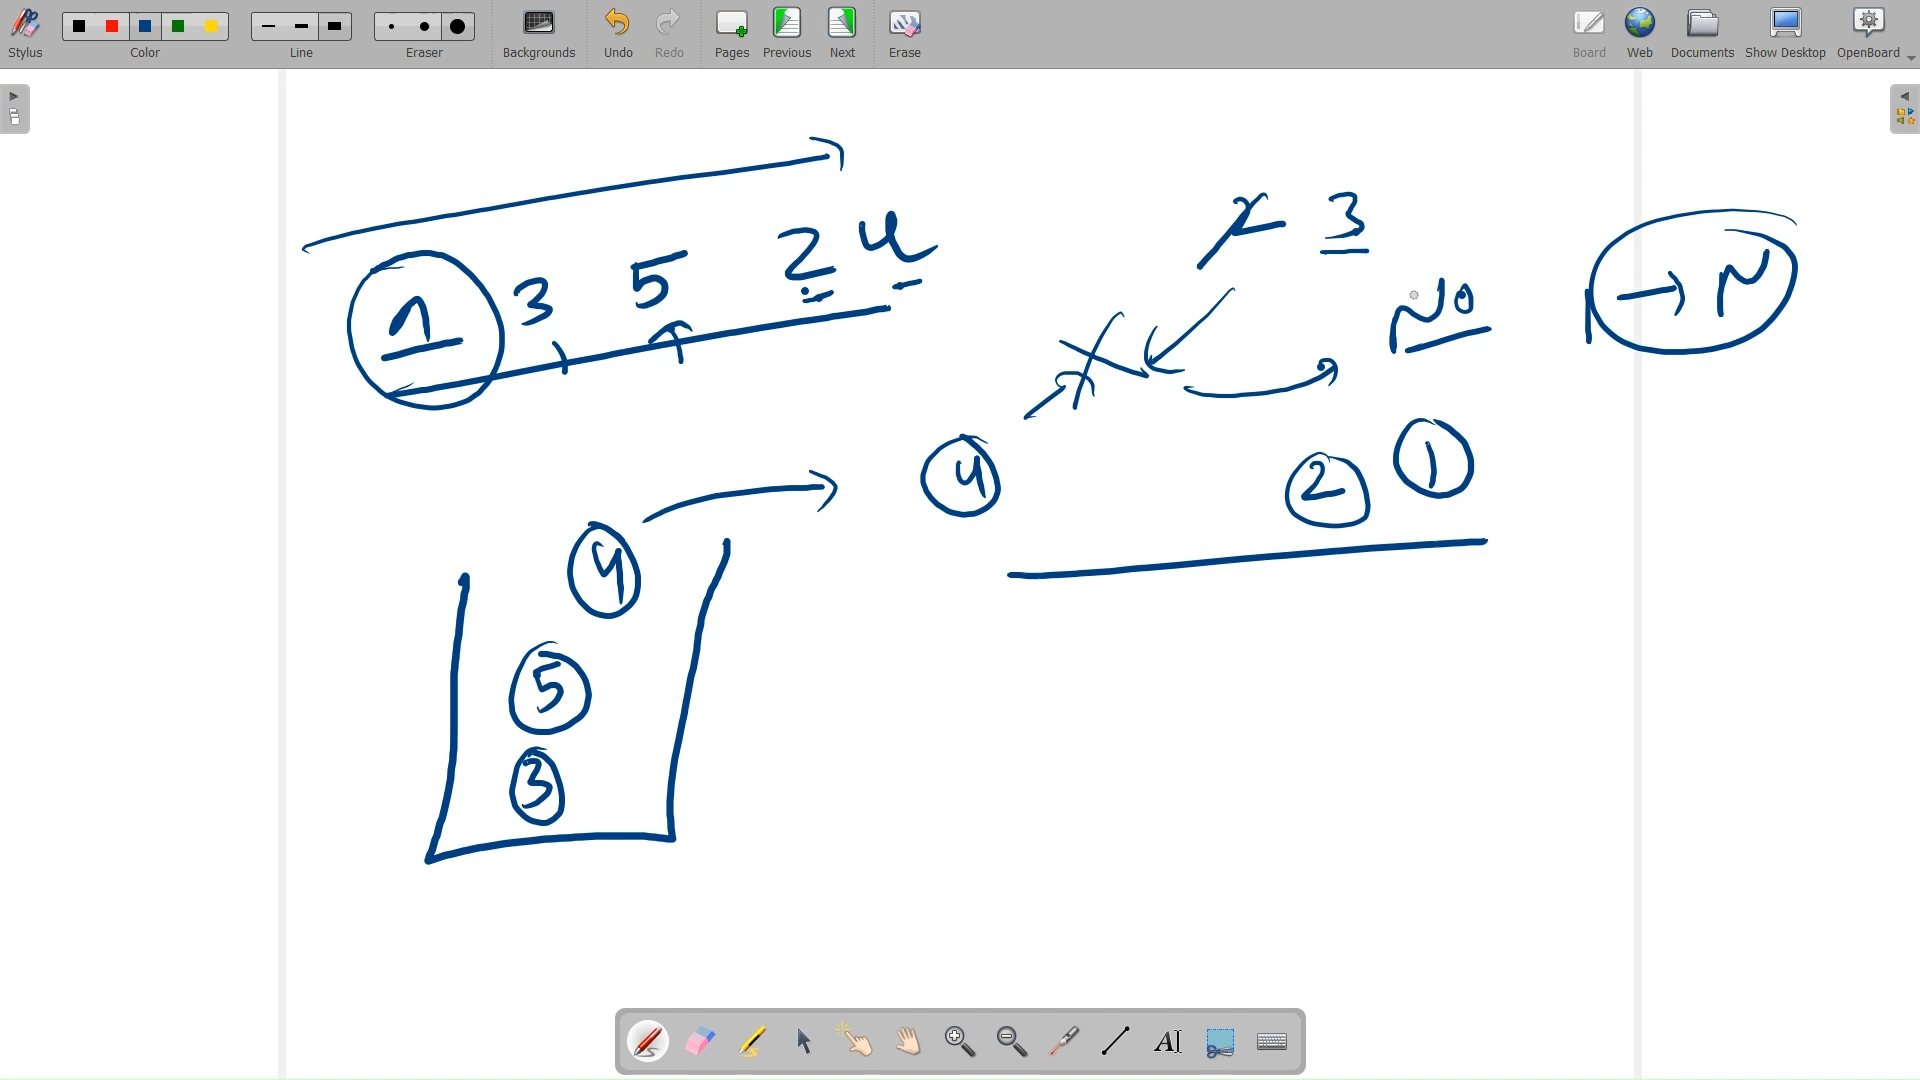 Stylus Color Line Eraser Backgrounds Undo Redo Pages Previous Next Erase Board Web Documents Show Desktop OpenBoard
1 3 5 2 4
2 3
No
→ N
4 2 1
4
5
3